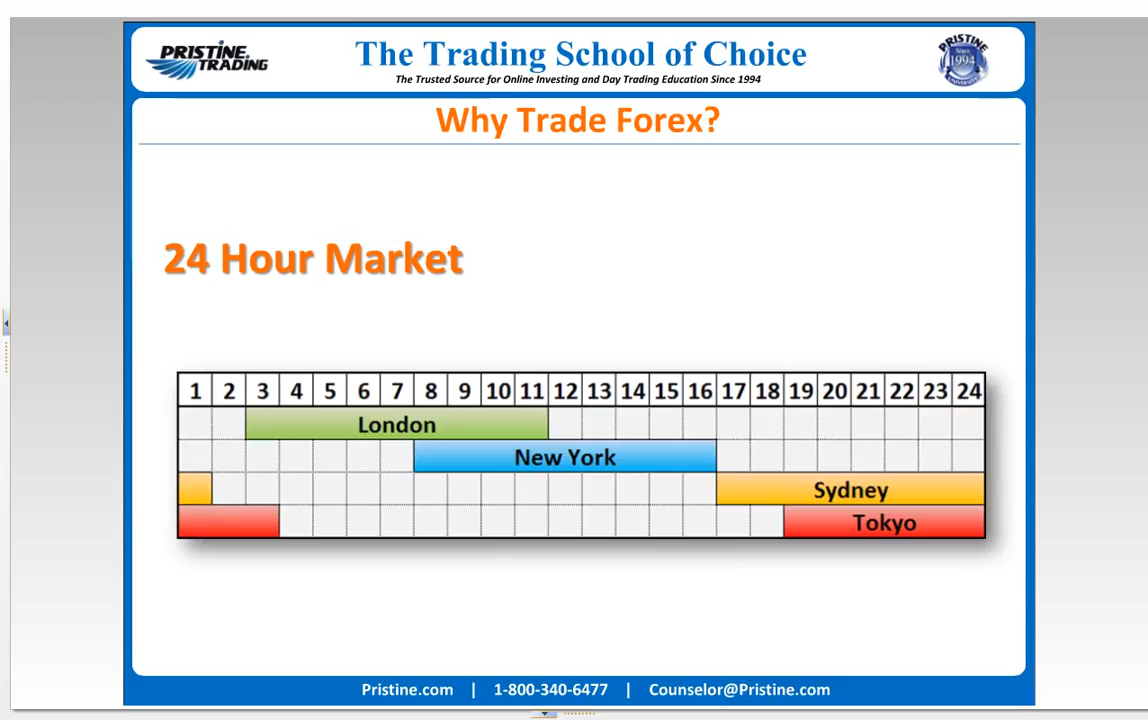 PRISTINE
TRADING
The Trading School of Choice
The Trusted Source for Online Investing and Day Trading Education Since 1994
PRISTINE
Since
1994
UNIVERSITY
Why Trade Forex?
24 Hour Market
1 2 3 4 5 6 7 8 9 10 11 12 13 14 15 16 17 18 19 20 21 22 23 24
London
New York
Sydney
Tokyo
Pristine.com | 1-800-340-6477 | Counselor@Pristine.com